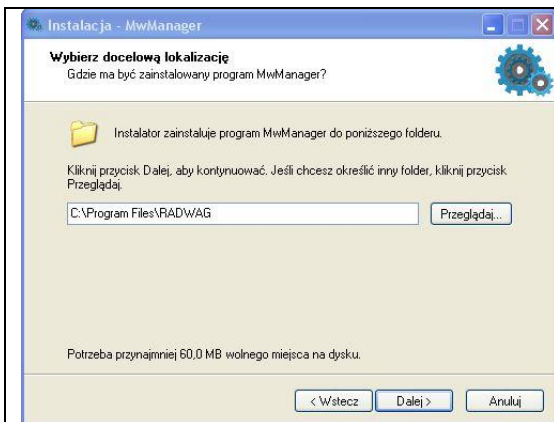 Instalacja - MwManager
Wybierz docelową lokalizację
Gdzie ma być zainstalowany program MwManager?
Instalator zainstaluje program MwManager do poniższego folderu.
Kliknij przycisk Dalej, aby kontynuować. Jeśli chcesz określić inny folder, kliknij przycisk
Przeglądaj.
C:\Program Files\RADWAG
Przeglądaj...
Potrzeba przynajmniej 60,0 MB wolnego miejsca na dysku.
< Wstecz
Dalej >
Anuluj